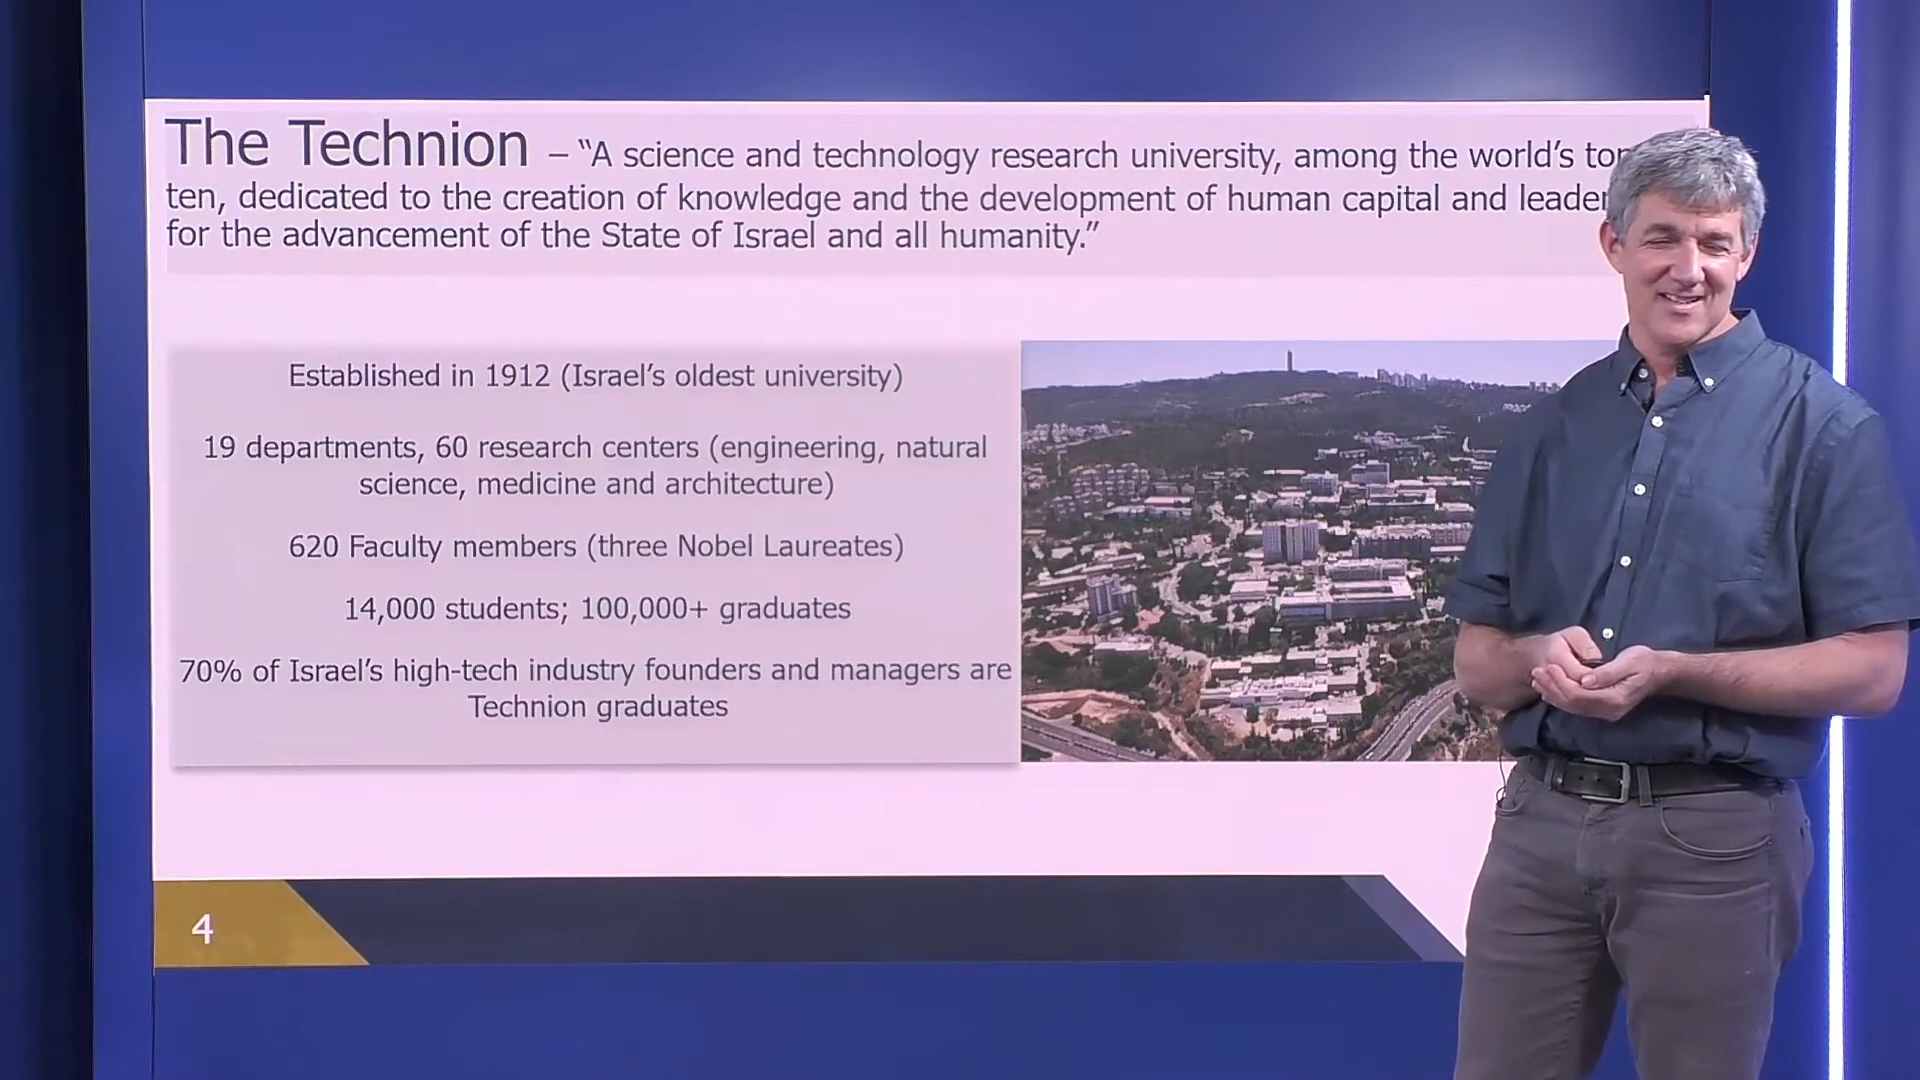 The Technion – “A science and technology research university, among the world’s
ten, dedicated to the creation of knowledge and the development of human capital and
for the advancement of the State of Israel and all humanity.”
Established in 1912 (Israel’s oldest university)
19 departments, 60 research centers (engineering, natural
science, medicine and architecture)
620 Faculty members (three Nobel Laureates)
14,000 students; 100,000+ graduates
70% of Israel’s high-tech industry founders and managers are
Technion graduates
4